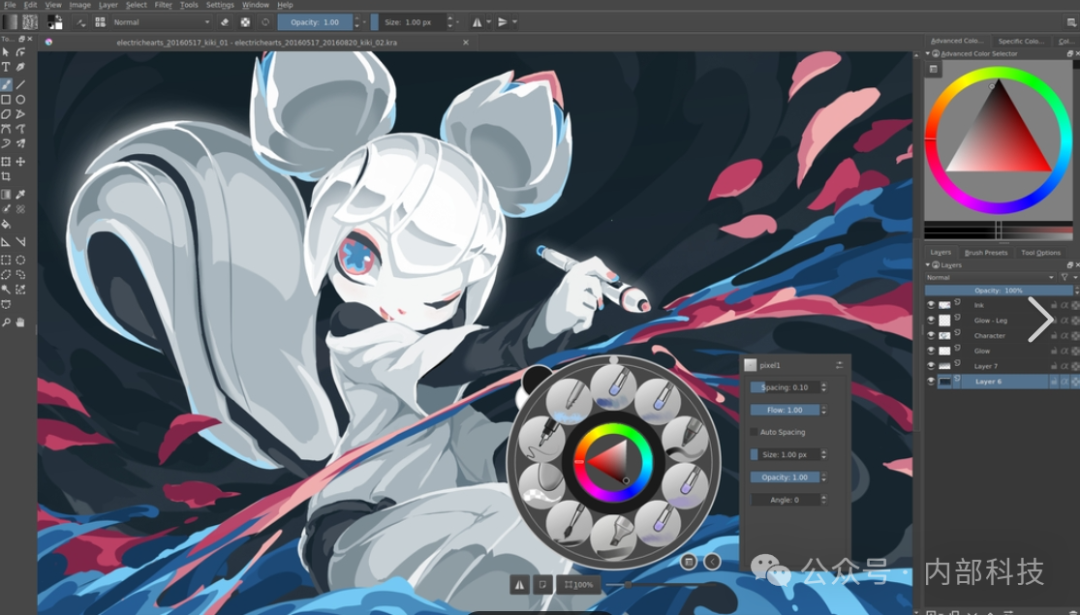 File Edit View Image Layer Select Filter Tools Settings Window Help
Normal Opacity: 1.00 Size: 1.00 px
To...
electrichearts_20160517_kiki_01 - electrichearts_20160517_20160820_kiki_02.kra
Advanced Colo... Specific Colo... Col...
Advanced Color Selector
Layers Brush Presets Tool Options
Layers
Normal
Opacity: 100%
Ink
Glow - Leg
Character
Glow
Layer 7
Layer 6
pixel1
Spacing: 0.10
Flow: 1.00
Auto Spacing
Size: 1.00 px
Opacity: 1.00
Angle: 0
100%
公众号 · 内部科技